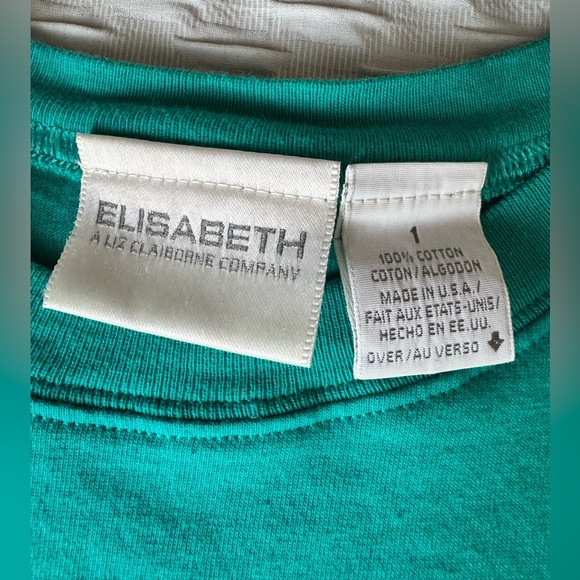 ELISABETH
A LIZ CLAIBORNE COMPANY
1
100% COTTON
COTON/ALGODON
MADE IN U.S.A./
FAIT AUX ETATS-UNIS/
HECHO EN EE.UU.
OVER/AU VERSO